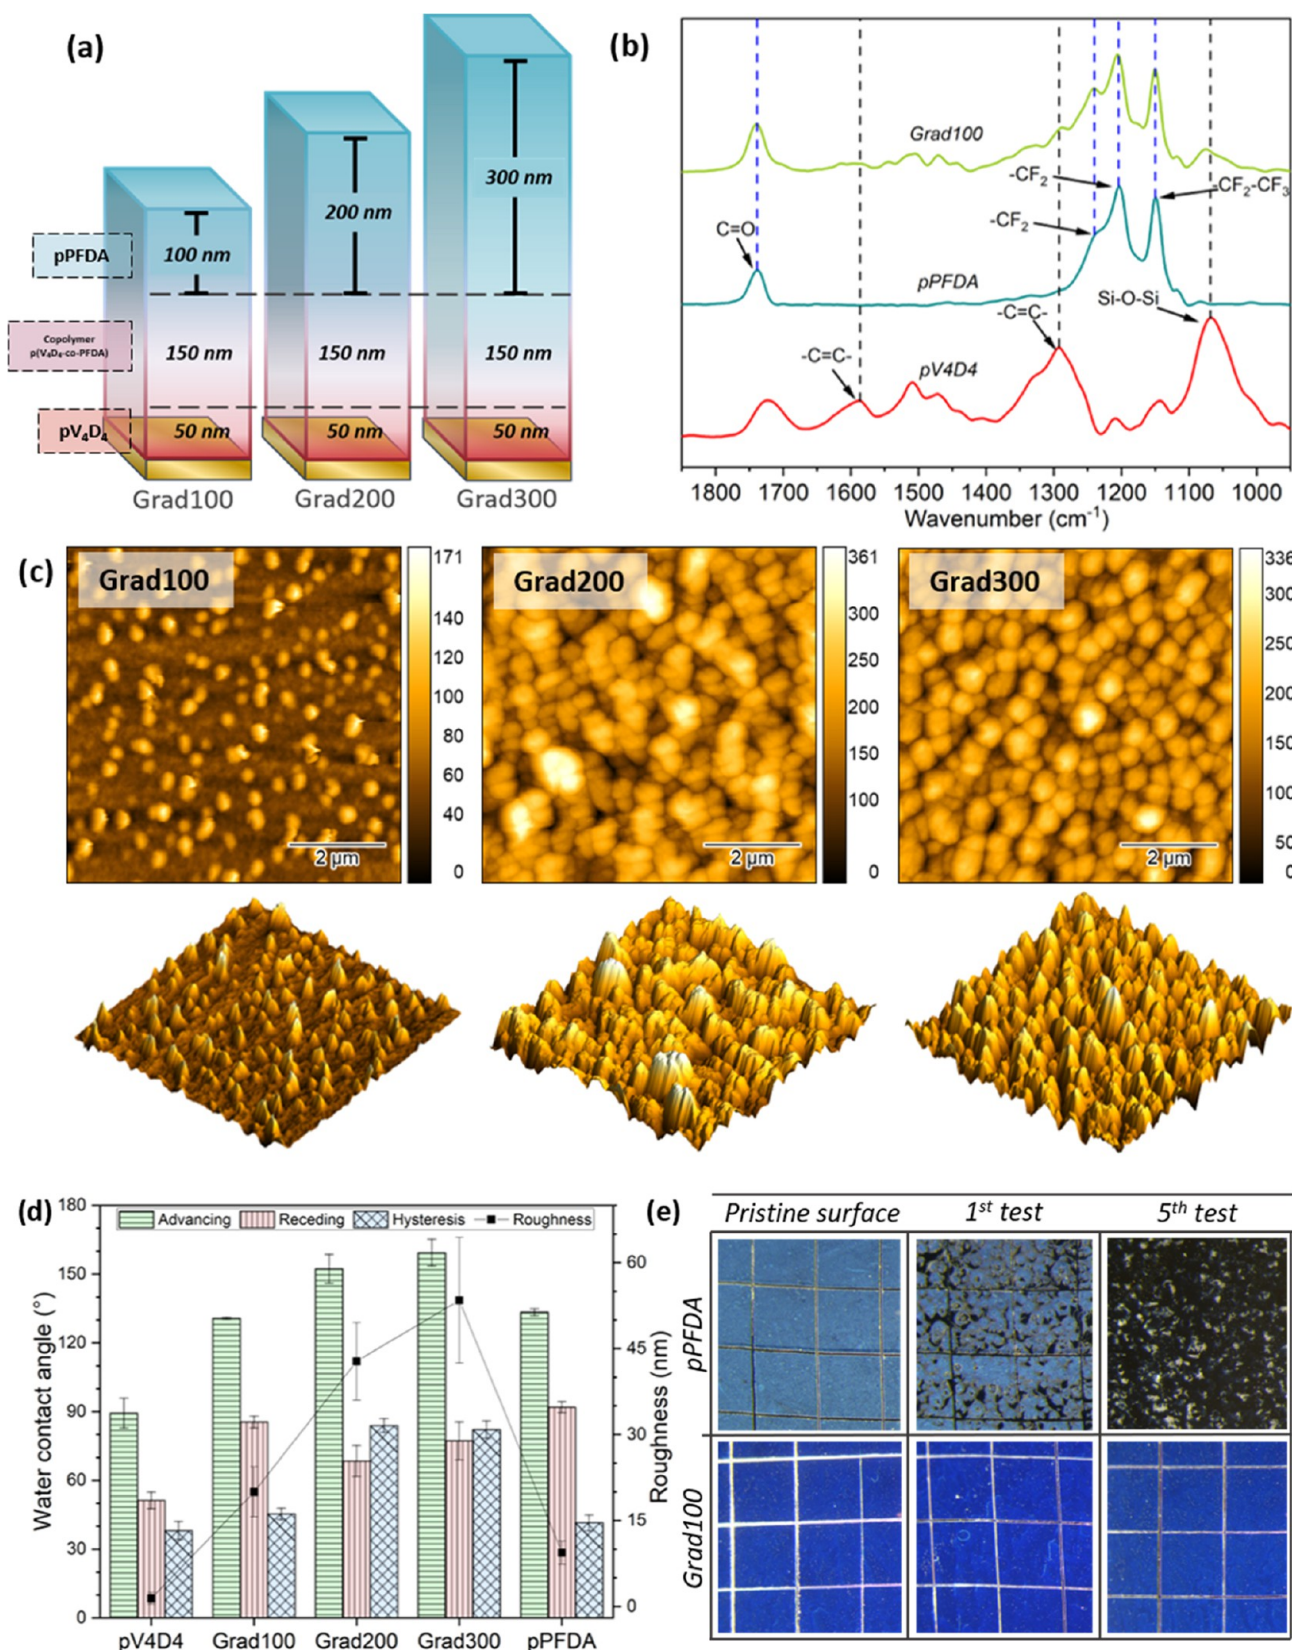 (a)
100 nm
200 nm
300 nm
pPFDA
Copolymer
p(V₄D₄-co-PFDA)
150 nm
150 nm
150 nm
pV₄D₄
50 nm
50 nm
50 nm
Grad100
Grad200
Grad300
(b)
Grad100
-CF₂
-CF₂-CF₃
C=O
-CF₂
pPFDA
Si-O-Si
-C=C-
-C=C-
pV4D4
1800 1700 1600 1500 1400 1300 1200 1100 1000
Wavenumber (cm⁻¹)
(c)
Grad100
171
140
120
100
80
60
40
0
2 µm
Grad200
361
300
250
200
150
100
0
2 µm
Grad300
336
300
250
200
150
100
50
0
2 µm
(d)
Advancing Receding Hysteresis Roughness
Water contact angle (°)
180
150
120
90
60
30
0
Roughness (nm)
60
45
30
15
0
pV4D4 Grad100 Grad200 Grad300 pPFDA
(e)
Pristine surface 1ˢᵗ test 5ᵗʰ test
pPFDA
Grad100